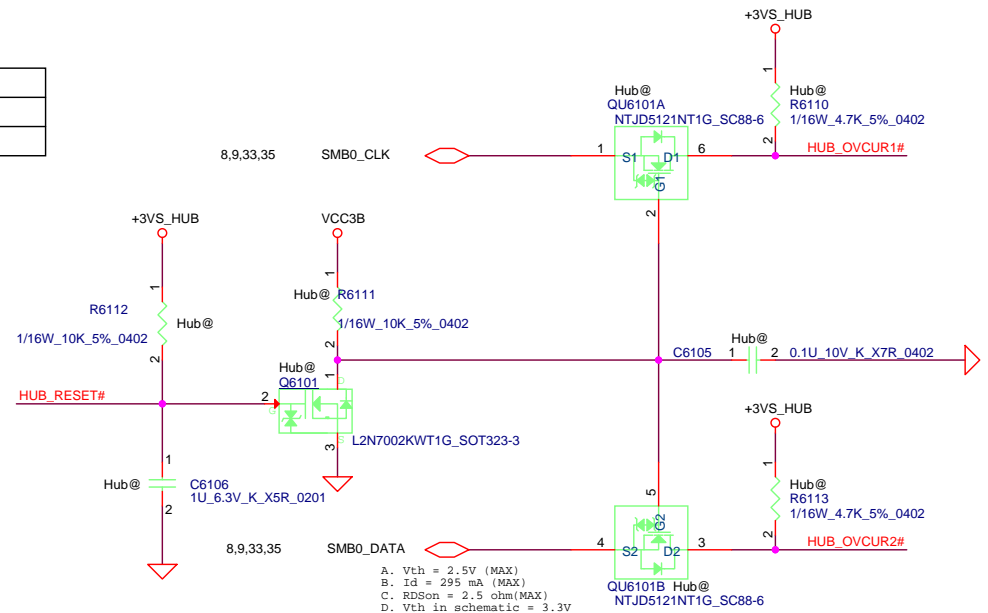 +3VS_HUB
1
Hub@
R6110
1/16W_4.7K_5%_0402
2
HUB_OVCUR1#
Hub@
QU6101A
NTJD5121NT1G_SC88-6
8,9,33,35
SMB0_CLK
1
S1
D1
6
G1
2
+3VS_HUB
1
R6112
Hub@
1/16W_10K_5%_0402
2
VCC3B
1
Hub@
R6111
1/16W_10K_5%_0402
2
Hub@
C6105
1
2
0.1U_10V_K_X7R_0402
Hub@
Q6101
1
D
HUB_RESET#
2
G
S
3
L2N7002KWT1G_SOT323-3
1
Hub@
C6106
1U_6.3V_K_X5R_0201
2
+3VS_HUB
1
Hub@
R6113
1/16W_4.7K_5%_0402
2
HUB_OVCUR2#
5
G2
8,9,33,35
SMB0_DATA
4
S2
D2
3
QU6101B
Hub@
NTJD5121NT1G_SC88-6
A. Vth = 2.5V (MAX)
B. Id = 295 mA (MAX)
C. RDSon = 2.5 ohm(MAX)
D. Vth in schematic = 3.3V